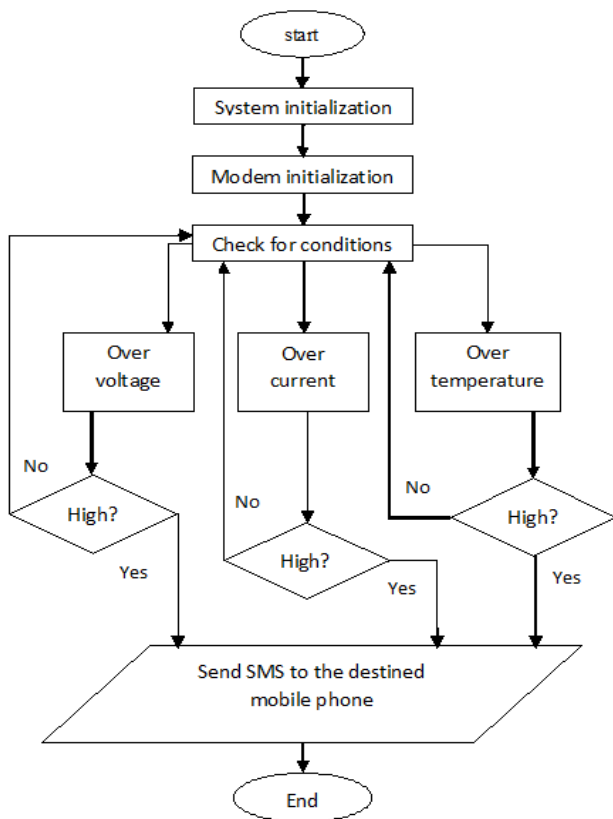 start
System initialization
Modem initialization
Check for conditions
Over
voltage
Over
current
Over
temperature
No
High?
Yes
No
High?
Yes
No
High?
Yes
Send SMS to the destined
mobile phone
End